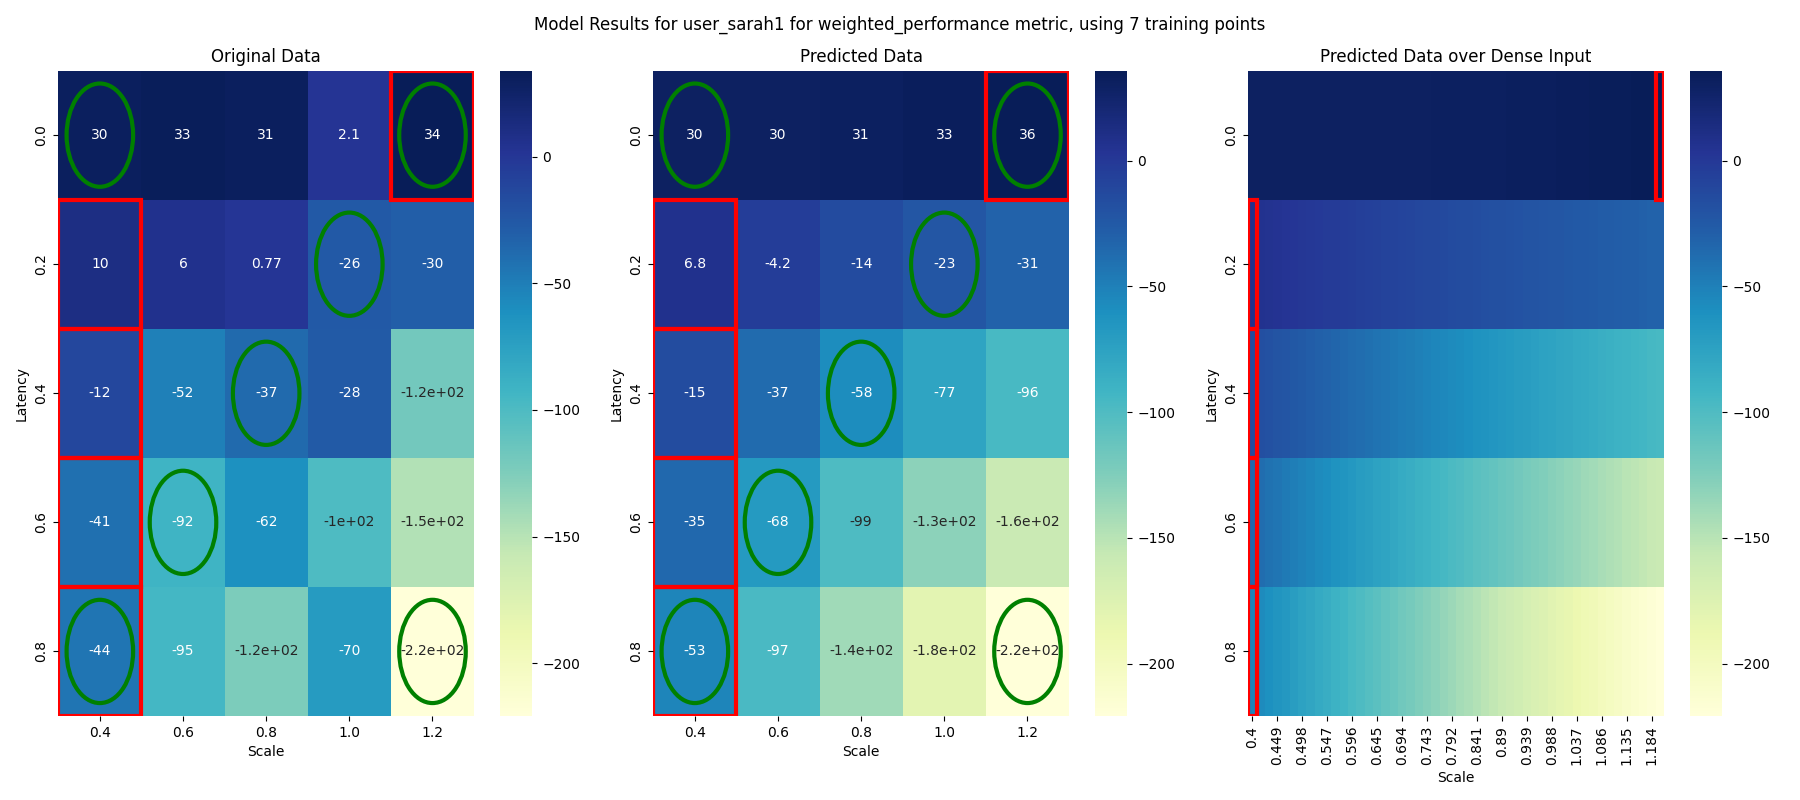 Model Results for user_sarah1 for weighted_performance metric, using 7 training points
Original Data
Latency
0.0 30 33 31 2.1 34
0.2 10 6 0.77 -26 -30
0.4 -12 -52 -37 -28 -1.2e+02
0.6 -41 -92 -62 -1e+02 -1.5e+02
0.8 -44 -95 -1.2e+02 -70 -2.2e+02
0.4 0.6 0.8 1.0 1.2
Scale
0
−50
−100
−150
−200
Predicted Data
Latency
0.0 30 30 31 33 36
0.2 6.8 -4.2 -14 -23 -31
0.4 -15 -37 -58 -77 -96
0.6 -35 -68 -99 -1.3e+02 -1.6e+02
0.8 -53 -97 -1.4e+02 -1.8e+02 -2.2e+02
0.4 0.6 0.8 1.0 1.2
Scale
0
−50
−100
−150
−200
Predicted Data over Dense Input
Latency
0.0
0.2
0.4
0.6
0.8
0.4 0.449 0.498 0.547 0.596 0.645 0.694 0.743 0.792 0.841 0.89 0.939 0.988 1.037 1.086 1.135 1.184
Scale
0
−50
−100
−150
−200